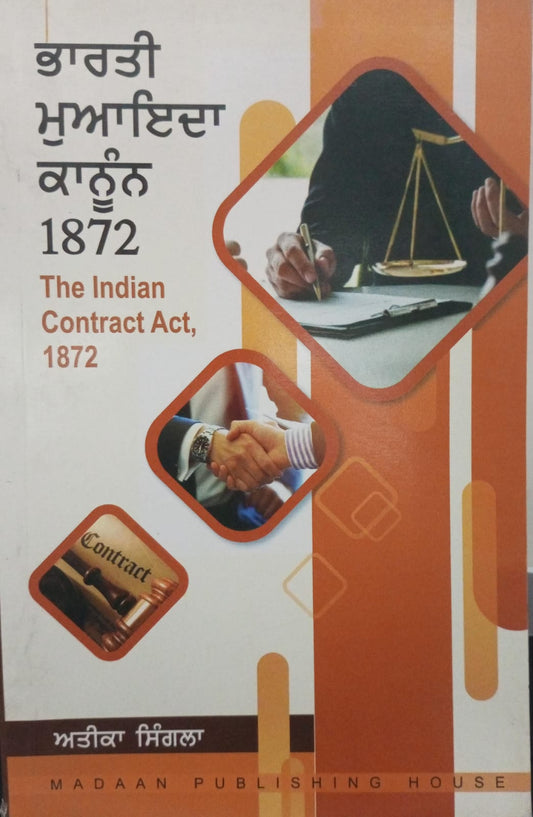 ਭਾਰਤੀ
ਮੁਆਇਦਾ
ਕਾਨੂੰਨ
1872
The Indian
Contract Act,
1872
Contract
ਅਤੀਕਾ ਸਿੰਗਲਾ
MADAAN PUBLISHING HOUSE